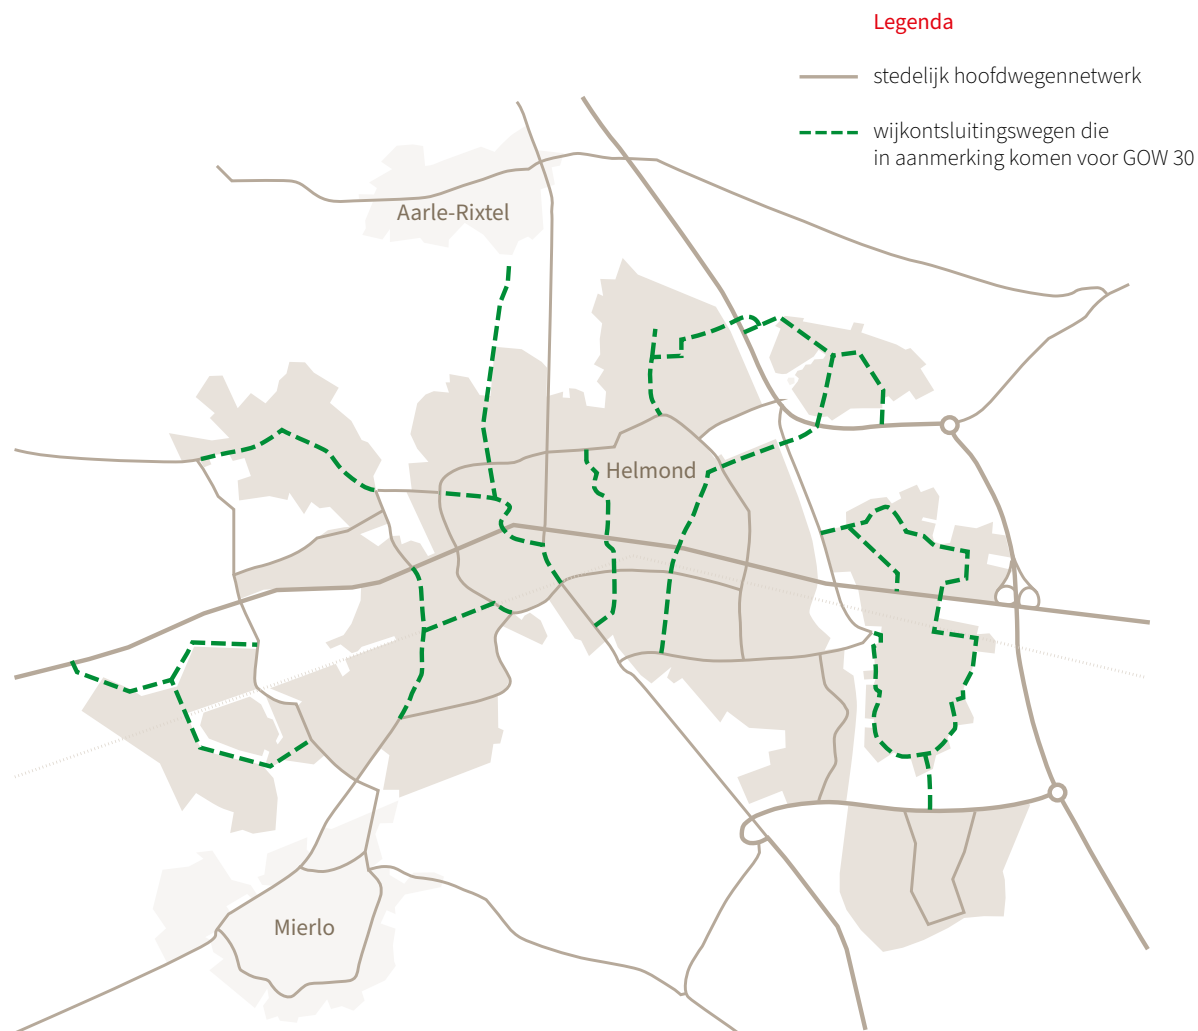 Legenda
stedelijk hoofdwegennetwerk
wijkontsluitingswegen die
in aanmerking komen voor GOW 30
Aarle-Rixtel
Helmond
Mierlo